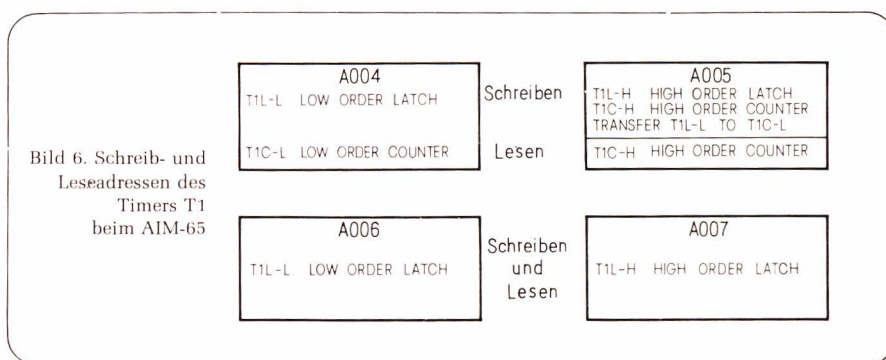 Bild 6. Schreib- und
Leseadressen des
Timers T1
beim AIM-65
A004
T1L-L LOW ORDER LATCH
T1C-L LOW ORDER COUNTER
Schreiben
Lesen
A005
T1L-H HIGH ORDER LATCH
T1C-H HIGH ORDER COUNTER
TRANSFER T1L-L TO T1C-L
T1C-H HIGH ORDER COUNTER
A006
T1L-L LOW ORDER LATCH
Schreiben
und
Lesen
A007
T1L-H HIGH ORDER LATCH